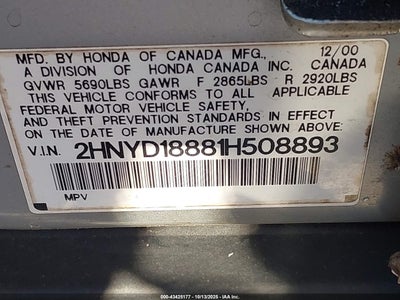 MFD. BY HONDA OF CANADA MFG., 12/00
A DIVISION OF HONDA CANADA INC. CANADA
GVWR 5690LBS GAWR F 2865LBS R 2920LBS
THIS VEHICLE CONFORMS TO ALL APPLICABLE
FEDERAL MOTOR VEHICLE SAFETY, BUMPER,
AND THEFT PREVENTION STANDARDS IN EFFECT
ON THE DATE OF MANUFACTURE SHOWN ABOVE.
V.I.N. 2HNYD18881H508893
MPV
000-43425177 • 10/13/2025 • IAA